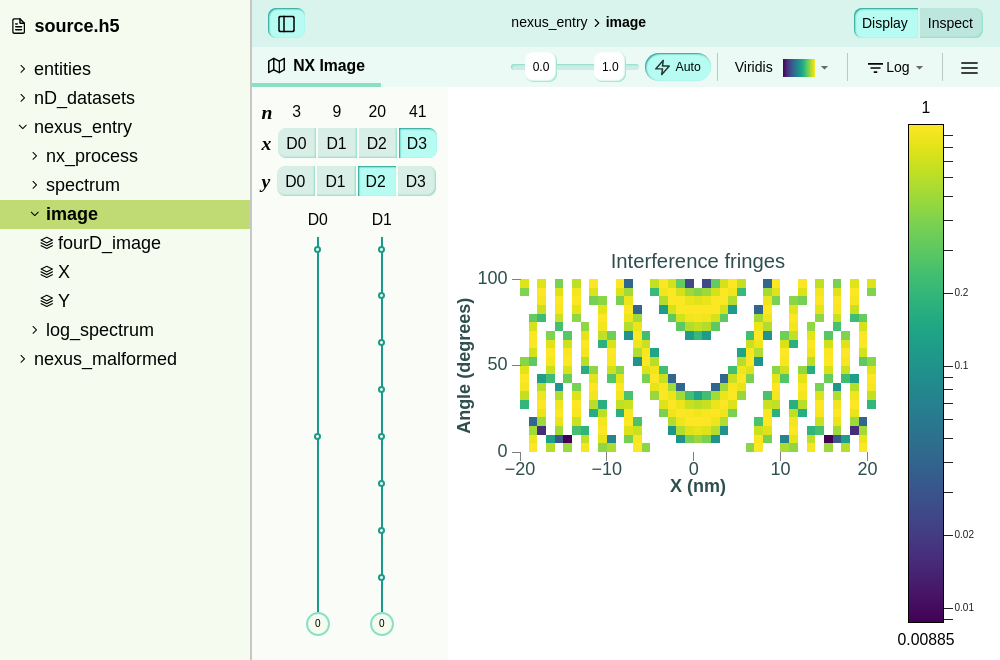 source.h5
nexus_entry > image
Display
Inspect
NX Image
0.0
1.0
Auto
Viridis
Log
entities
nD_datasets
nexus_entry
nx_process
spectrum
image
fourD_image
X
Y
log_spectrum
nexus_malformed
n 3 9 20 41
x D0 D1 D2 D3
y D0 D1 D2 D3
D0 D1
0 0
Interference fringes
Angle (degrees)
100
50
0
−20 −10 0 10 20
X (nm)
1
0.2
0.1
0.02
0.01
0.00885